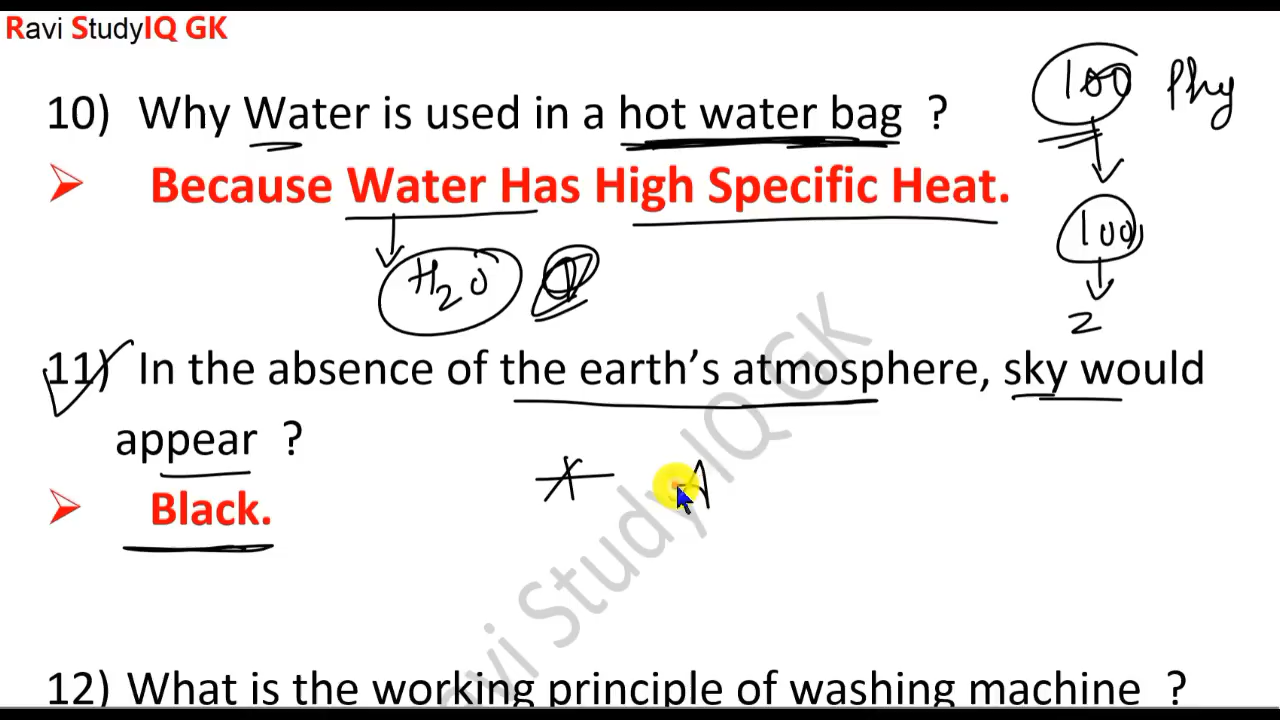 Ravi StudyIQ GK
100 Phy
10) Why Water is used in a hot water bag ?
Because Water Has High Specific Heat.
100
H2O
2
11) In the absence of the earth's atmosphere, sky would
appear ?
Black.
A
Ravi StudyIQ GK
12) What is the working principle of washing machine ?